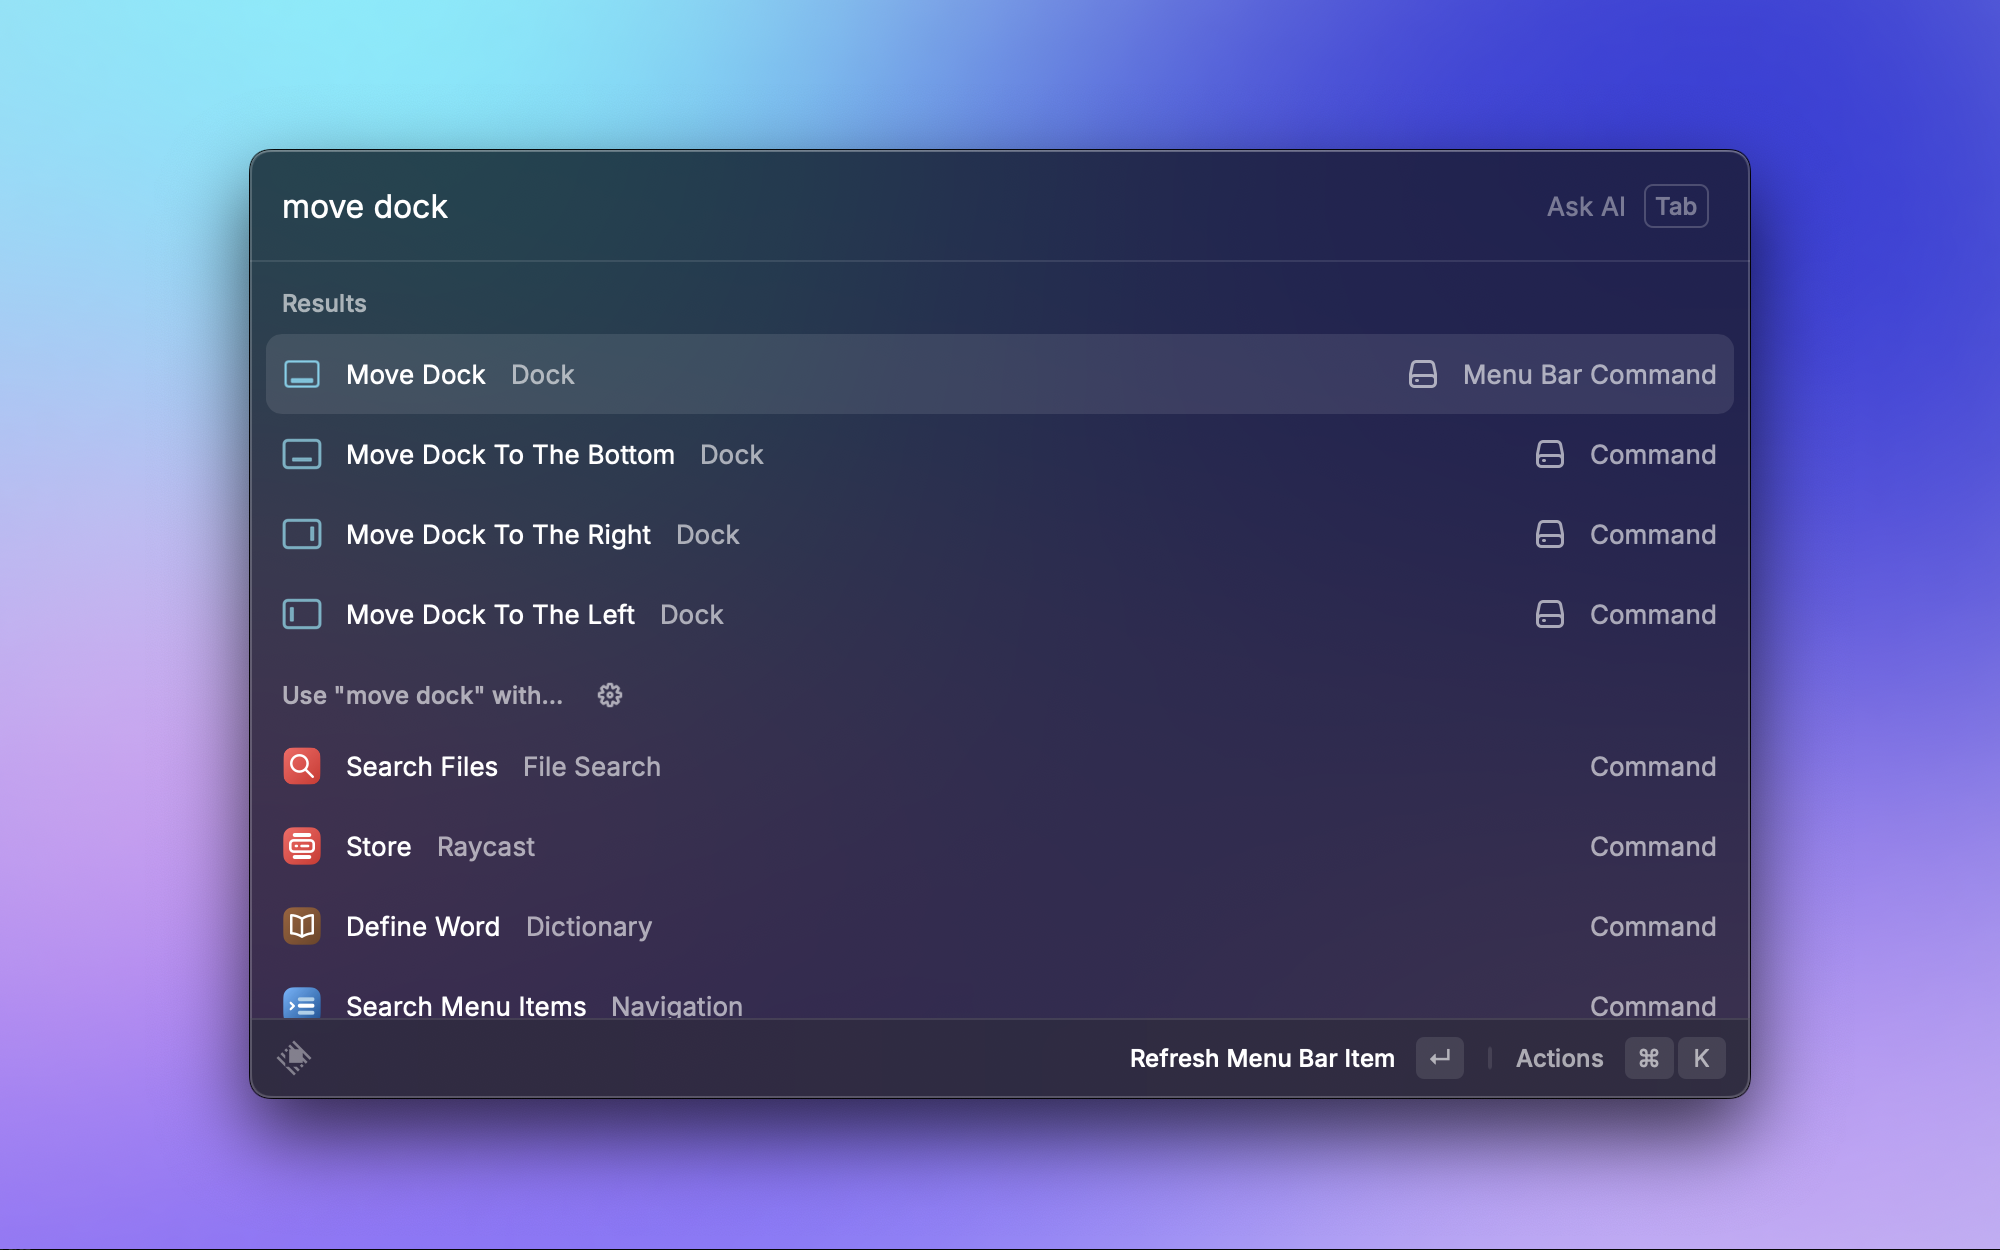 move dock Ask AI Tab
Results
Move Dock Dock Menu Bar Command
Move Dock To The Bottom Dock Command
Move Dock To The Right Dock Command
Move Dock To The Left Dock Command
Use "move dock" with...
Search Files File Search Command
Store Raycast Command
Define Word Dictionary Command
Search Menu Items Navigation Command
Refresh Menu Bar Item ↵ Actions ⌘ K